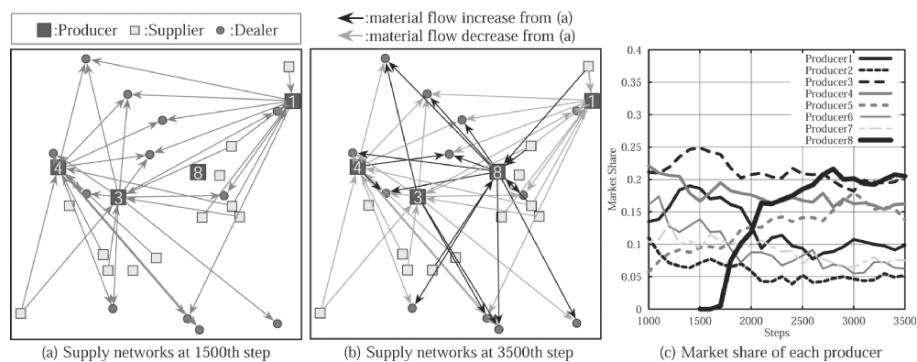 :Producer :Supplier :Dealer
:material flow increase from (a)
:material flow decrease from (a)
1
4
8
3
(a) Supply networks at 1500th step
1
4
8
3
(b) Supply networks at 3500th step
Market Share
0.4
0.35
0.3
0.25
0.2
0.15
0.1
0.05
0
Producer1
Producer2
Producer3
Producer4
Producer5
Producer6
Producer7
Producer8
1000 1500 2000 2500 3000 3500
Steps
(c) Market share of each producer